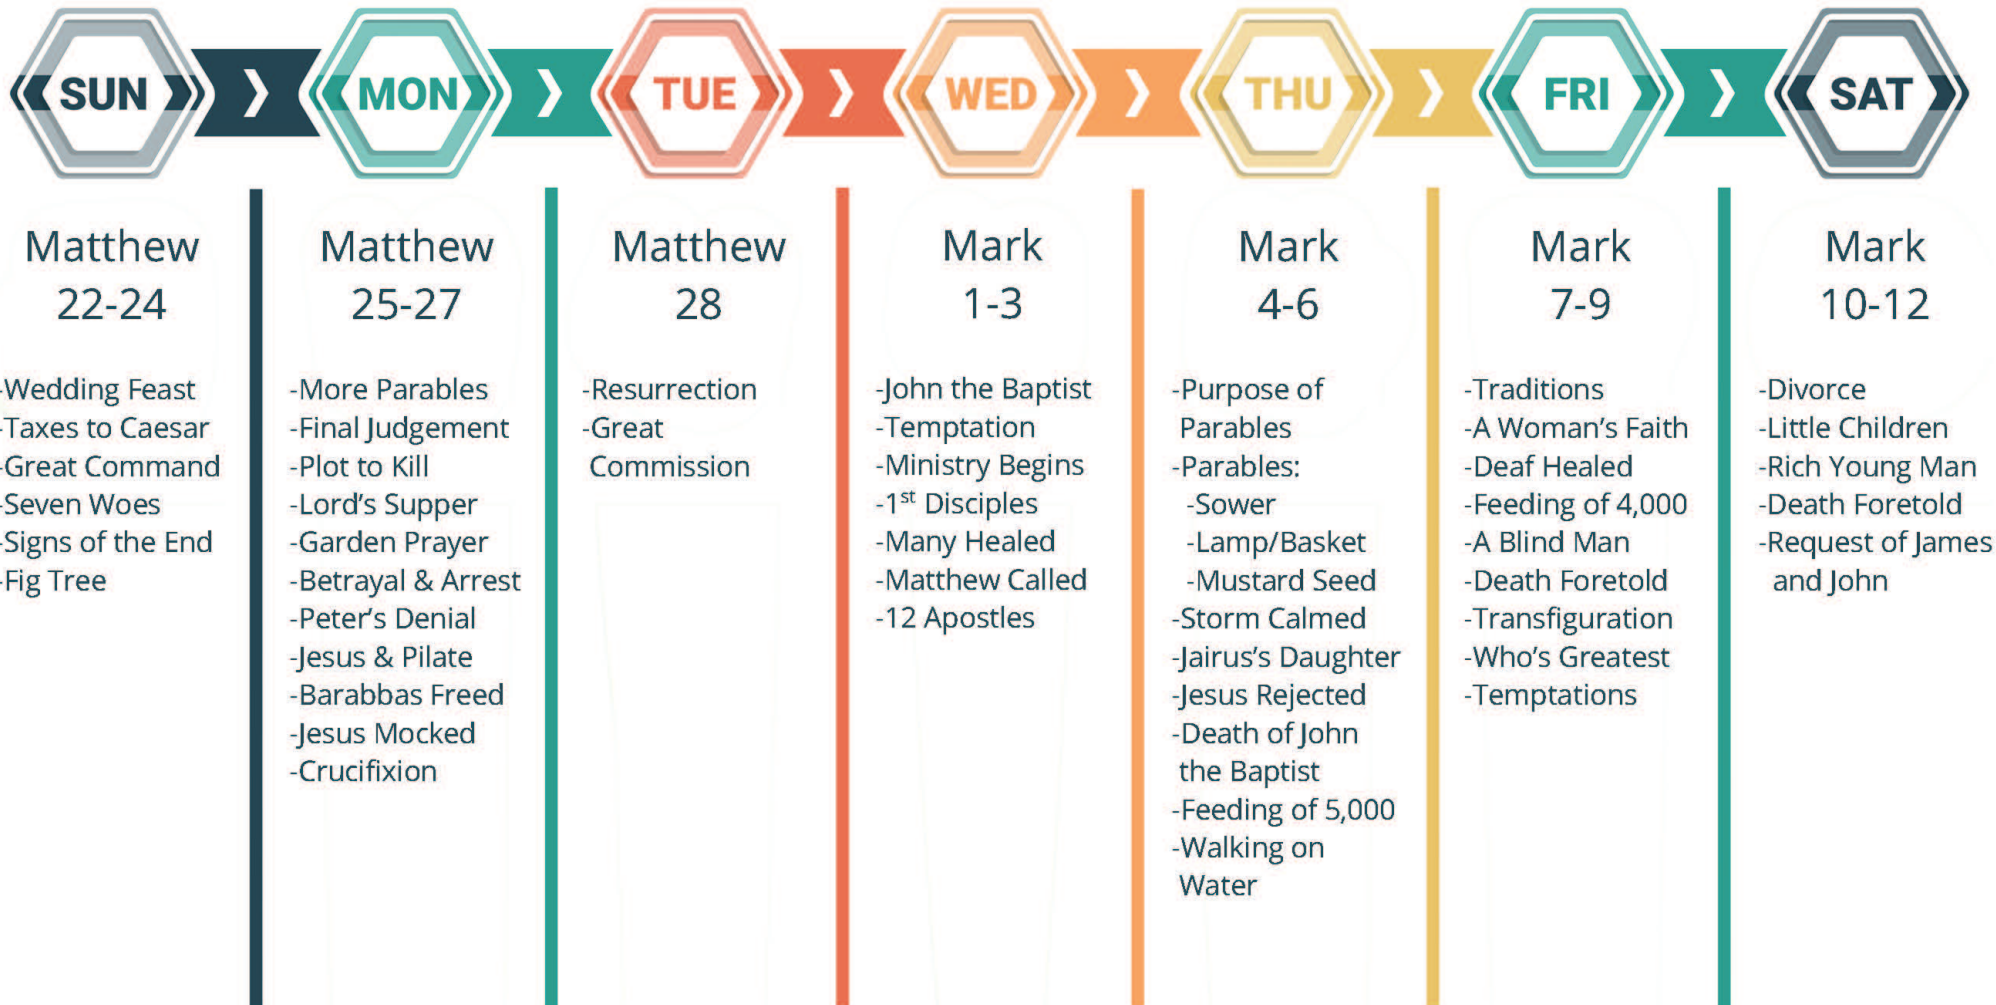 SUN
MON
TUE
WED
THU
FRI
SAT
Matthew
22-24
-Wedding Feast
-Taxes to Caesar
-Great Command
-Seven Woes
-Signs of the End
-Fig Tree
Matthew
25-27
-More Parables
-Final Judgement
-Plot to Kill
-Lord’s Supper
-Garden Prayer
-Betrayal & Arrest
-Peter’s Denial
-Jesus & Pilate
-Barabbas Freed
-Jesus Mocked
-Crucifixion
Matthew
28
-Resurrection
-Great
Commission
Mark
1-3
-John the Baptist
-Temptation
-Ministry Begins
-1st Disciples
-Many Healed
-Matthew Called
-12 Apostles
Mark
4-6
-Purpose of
Parables
-Parables:
-Sower
-Lamp/Basket
-Mustard Seed
-Storm Calmed
-Jairus’s Daughter
-Jesus Rejected
-Death of John
the Baptist
-Feeding of 5,000
-Walking on
Water
Mark
7-9
-Traditions
-A Woman’s Faith
-Deaf Healed
-Feeding of 4,000
-A Blind Man
-Death Foretold
-Transfiguration
-Who’s Greatest
-Temptations
Mark
10-12
-Divorce
-Little Children
-Rich Young Man
-Death Foretold
-Request of James
and John